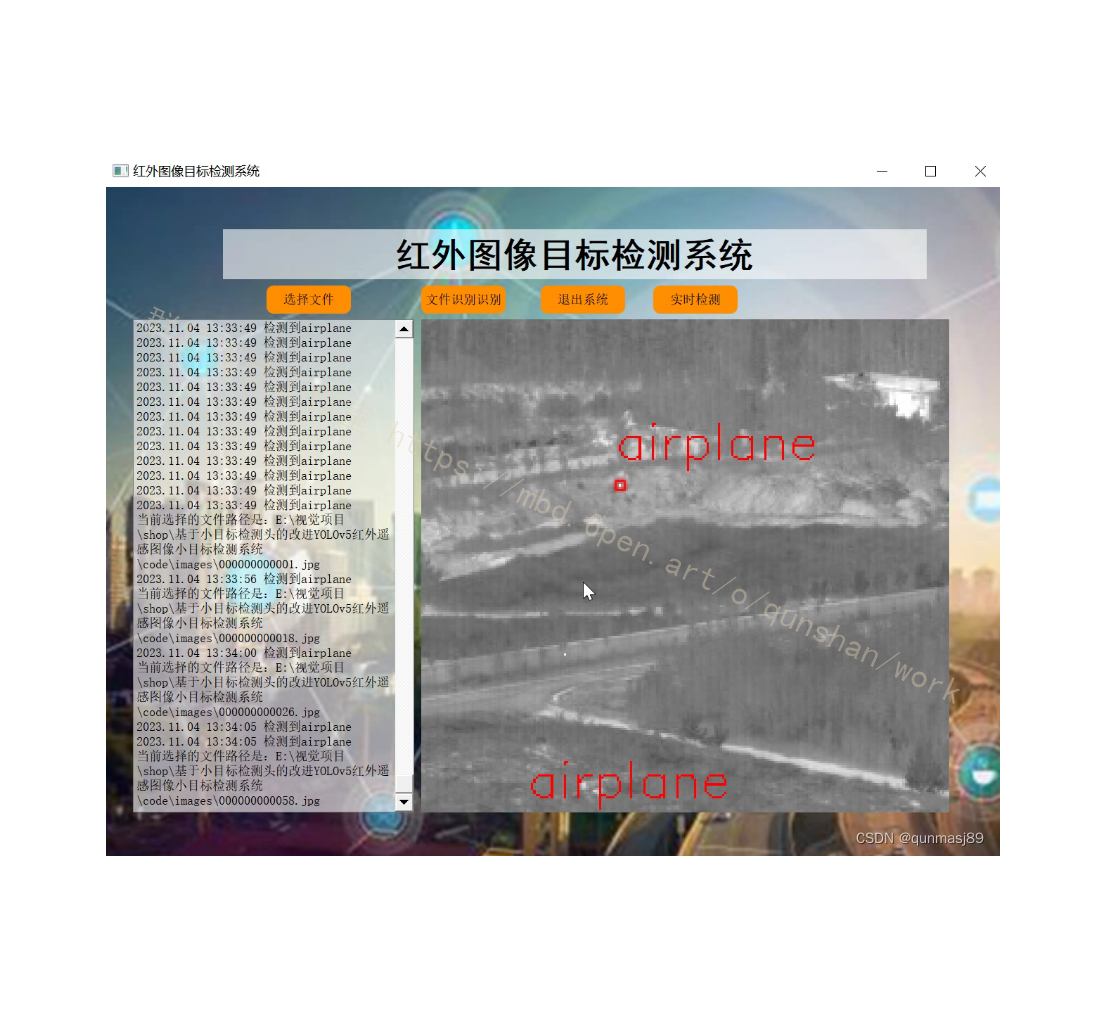 红外图像目标检测系统
红外图像目标检测系统
选择文件
文件识别识别
退出系统
实时检测
2023.11.04 13:33:49 检测到airplane
2023.11.04 13:33:49 检测到airplane
2023.11.04 13:33:49 检测到airplane
2023.11.04 13:33:49 检测到airplane
2023.11.04 13:33:49 检测到airplane
2023.11.04 13:33:49 检测到airplane
2023.11.04 13:33:49 检测到airplane
2023.11.04 13:33:49 检测到airplane
2023.11.04 13:33:49 检测到airplane
2023.11.04 13:33:49 检测到airplane
2023.11.04 13:33:49 检测到airplane
2023.11.04 13:33:49 检测到airplane
2023.11.04 13:33:49 检测到airplane
当前选择的文件路径是: E:\视觉项目
\shop\基于小目标检测头的改进YOLOv5红外遥
感图像小目标检测系统
\code\images\000000000001.jpg
2023.11.04 13:33:56 检测到airplane
当前选择的文件路径是: E:\视觉项目
\shop\基于小目标检测头的改进YOLOv5红外遥
感图像小目标检测系统
\code\images\000000000018.jpg
2023.11.04 13:34:00 检测到airplane
当前选择的文件路径是: E:\视觉项目
\shop\基于小目标检测头的改进YOLOv5红外遥
感图像小目标检测系统
\code\images\000000000026.jpg
2023.11.04 13:34:05 检测到airplane
2023.11.04 13:34:05 检测到airplane
当前选择的文件路径是: E:\视觉项目
\shop\基于小目标检测头的改进YOLOv5红外遥
感图像小目标检测系统
\code\images\000000000058.jpg
airplane
airplane
https://mbd.open.art/o/qunshan/work
CSDN @qunmasj89